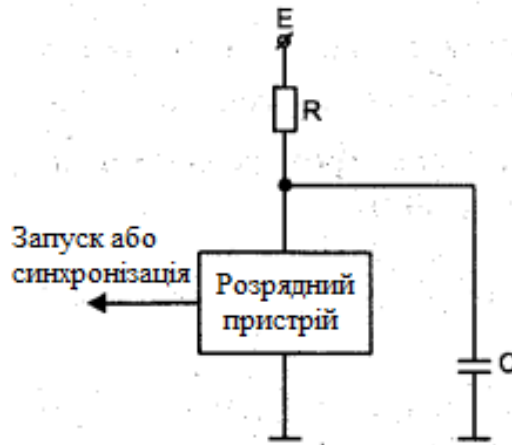 E
R
Запуск або
синхронізація
Розрядний
пристрій
C